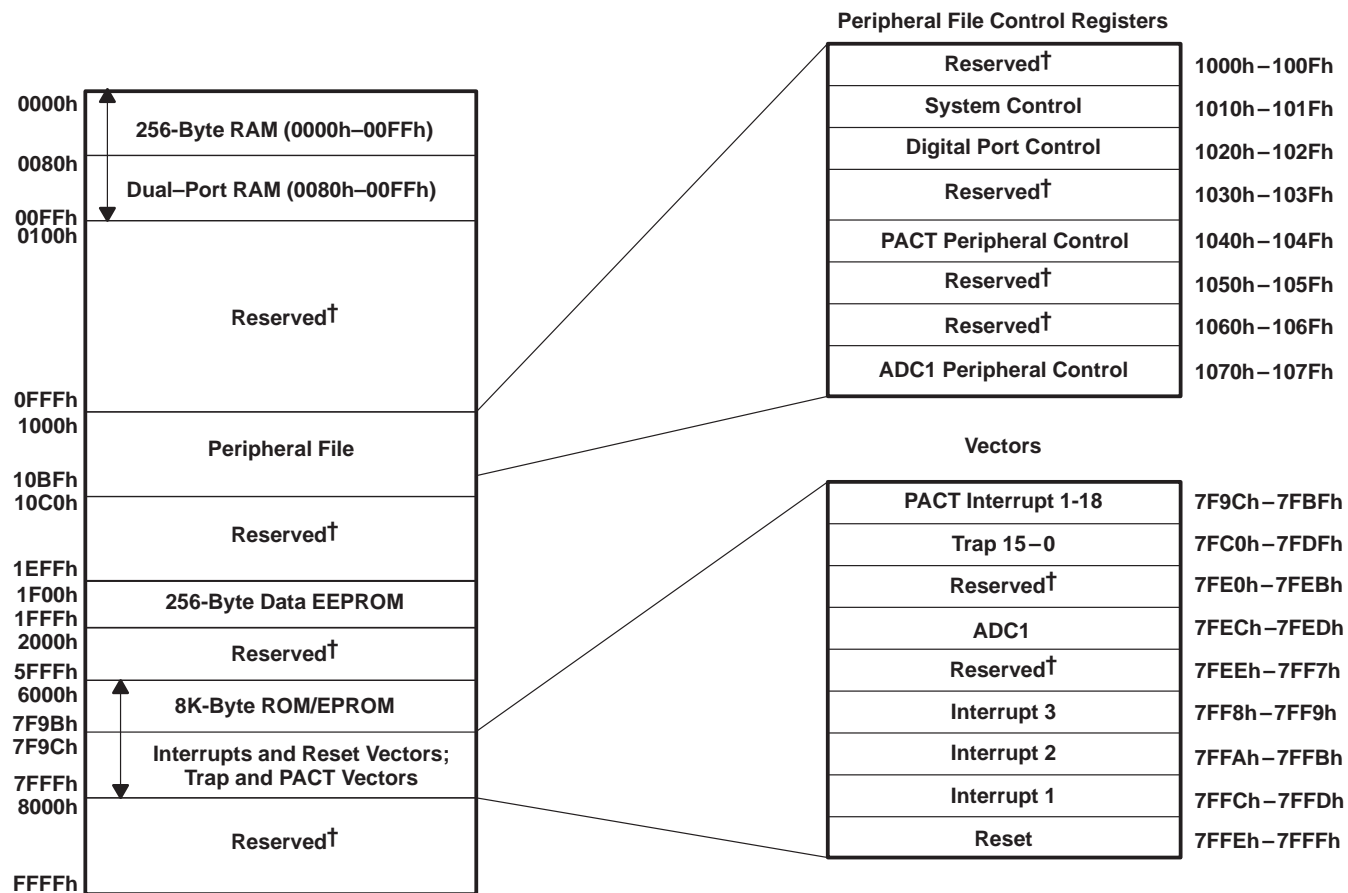 Peripheral File Control Registers
Reserved†
1000h–100Fh
System Control
1010h–101Fh
Digital Port Control
1020h–102Fh
Reserved†
1030h–103Fh
PACT Peripheral Control
1040h–104Fh
Reserved†
1050h–105Fh
Reserved†
1060h–106Fh
ADC1 Peripheral Control
1070h–107Fh
0000h
256-Byte RAM (0000h–00FFh)
0080h
Dual–Port RAM (0080h–00FFh)
00FFh
0100h
Reserved†
0FFFh
1000h
Peripheral File
10BFh
10C0h
Reserved†
1EFFh
1F00h
256-Byte Data EEPROM
1FFFh
2000h
Reserved†
5FFFh
6000h
8K-Byte ROM/EPROM
7F9Bh
7F9Ch
Interrupts and Reset Vectors;
Trap and PACT Vectors
7FFFh
8000h
Reserved†
FFFFh
Vectors
PACT Interrupt 1-18
7F9Ch–7FBFh
Trap 15–0
7FC0h–7FDFh
Reserved†
7FE0h–7FEBh
ADC1
7FECh–7FEDh
Reserved†
7FEEh–7FF7h
Interrupt 3
7FF8h–7FF9h
Interrupt 2
7FFAh–7FFBh
Interrupt 1
7FFCh–7FFDh
Reset
7FFEh–7FFFh